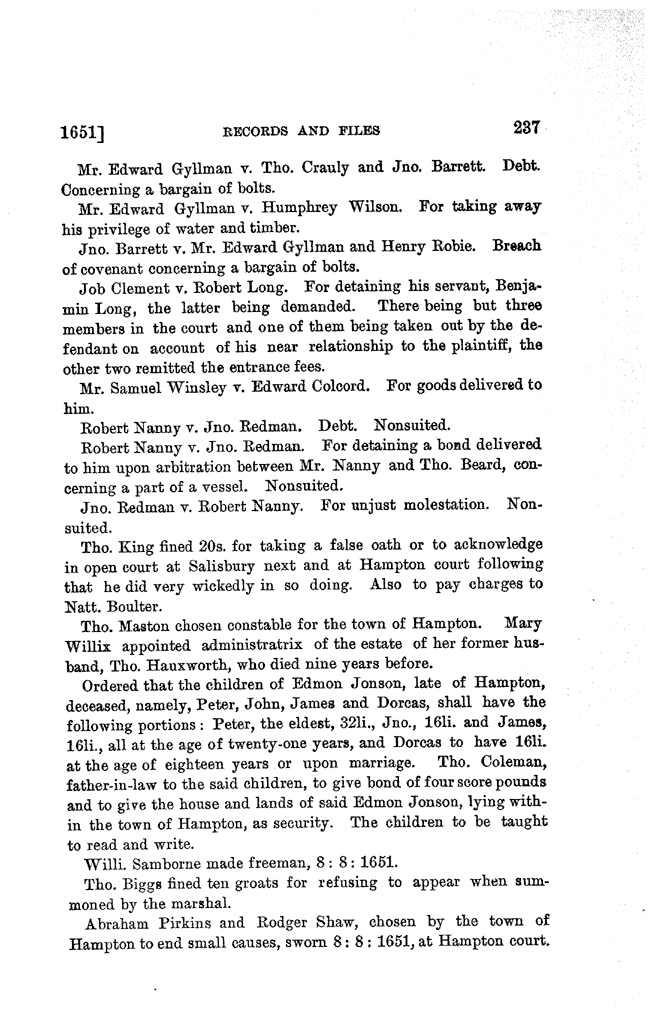 1651] RECORDS AND FILES 237
Mr. Edward Gyllman v. Tho. Crauly and Jno. Barrett. Debt.
Concerning a bargain of bolts.
Mr. Edward Gyllman v. Humphrey Wilson. For taking away
his privilege of water and timber.
Jno. Barrett v. Mr. Edward Gyllman and Henry Robie. Breach
of covenant concerning a bargain of bolts.
Job Clement v. Robert Long. For detaining his servant, Benja-
min Long, the latter being demanded. There being but three
members in the court and one of them being taken out by the de-
fendant on account of his near relationship to the plaintiff, the
other two remitted the entrance fees.
Mr. Samuel Winsley v. Edward Colcord. For goods delivered to
him.
Robert Nanny v. Jno. Redman. Debt. Nonsuited.
Robert Nanny v. Jno. Redman. For detaining a bond delivered
to him upon arbitration between Mr. Nanny and Tho. Beard, con-
cerning a part of a vessel. Nonsuited.
Jno. Redman v. Robert Nanny. For unjust molestation. Non-
suited.
Tho. King fined 20s. for taking a false oath or to acknowledge
in open court at Salisbury next and at Hampton court following
that he did very wickedly in so doing. Also to pay charges to
Natt. Boulter.
Tho. Maston chosen constable for the town of Hampton. Mary
Willix appointed administratrix of the estate of her former hus-
band, Tho. Hauxworth, who died nine years before.
Ordered that the children of Edmon Jonson, late of Hampton,
deceased, namely, Peter, John, James and Dorcas, shall have the
following portions: Peter, the eldest, 32li., Jno., 16li. and James,
16li., all at the age of twenty-one years, and Dorcas to have 16li.
at the age of eighteen years or upon marriage. Tho. Coleman,
father-in-law to the said children, to give bond of four score pounds
and to give the house and lands of said Edmon Jonson, lying with-
in the town of Hampton, as security. The children to be taught
to read and write.
Willi. Samborne made freeman, 8: 8: 1651.
Tho. Biggs fined ten groats for refusing to appear when sum-
moned by the marshal.
Abraham Pirkins and Rodger Shaw, chosen by the town of
Hampton to end small causes, sworn 8: 8: 1651, at Hampton court.